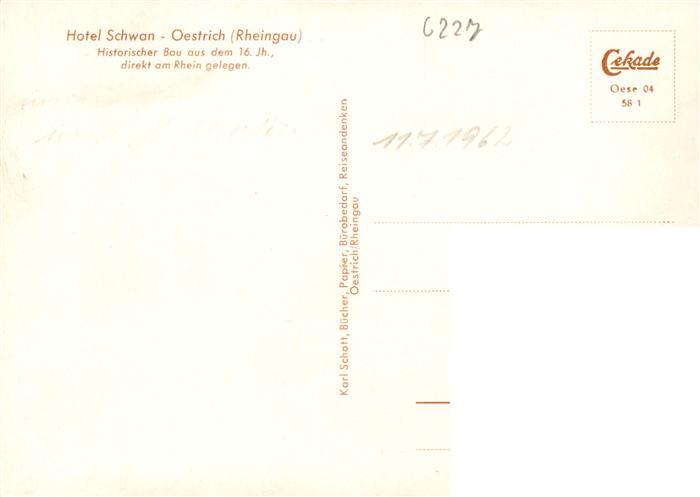 Hotel Schwan - Oestrich (Rheingau)
Historischer Bau aus dem 16. Jh.,
direkt am Rhein gelegen.
6227
Cekade
Oese 04
58 1
11.7.1962
Karl Schott, Bücher, Papier, Bürobedarf, Reiseandenken
Oestrich/Rheingau